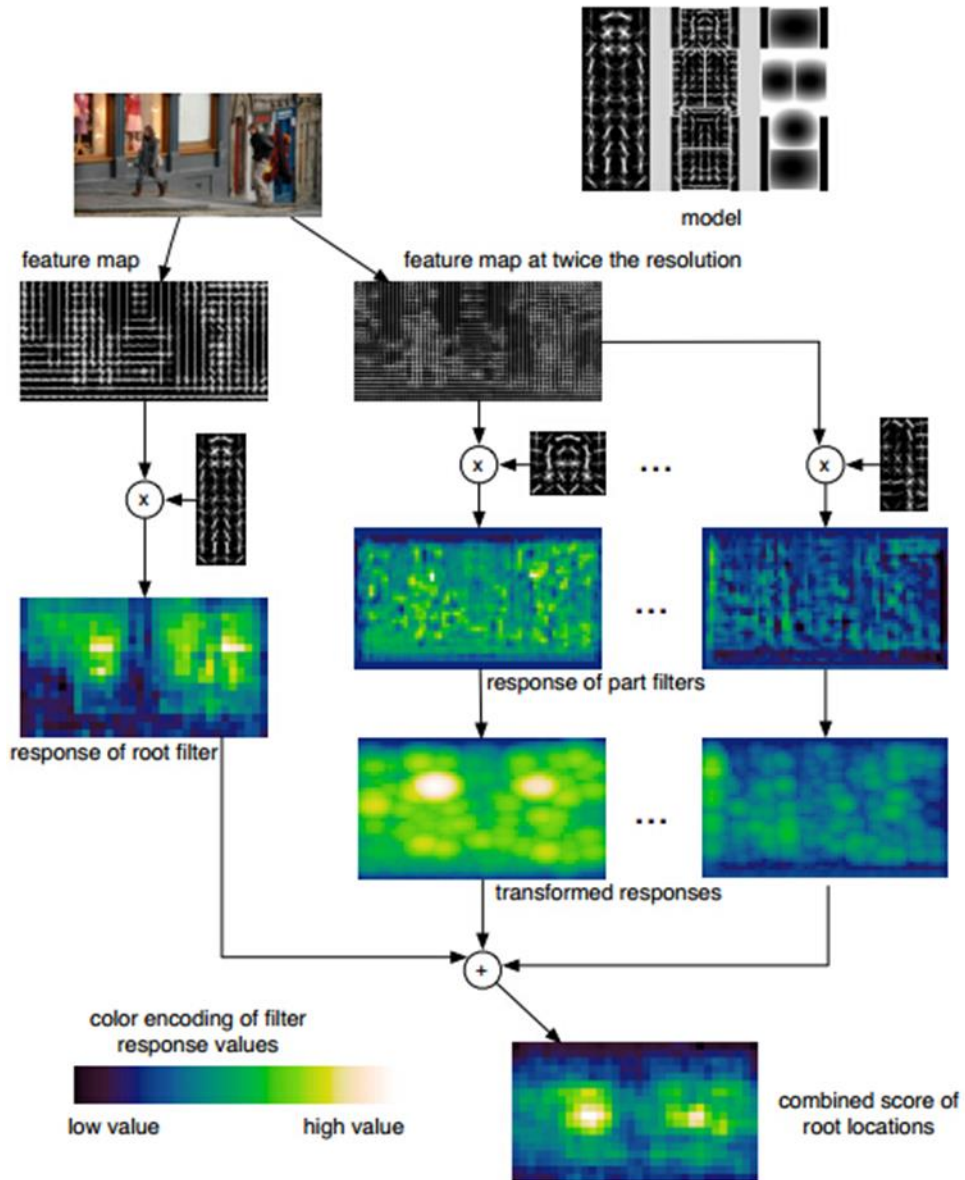 model
feature map
feature map at twice the resolution
x
x
...
x
...
response of part filters
response of root filter
...
transformed responses
+
color encoding of filter
response values
low value
high value
combined score of
root locations